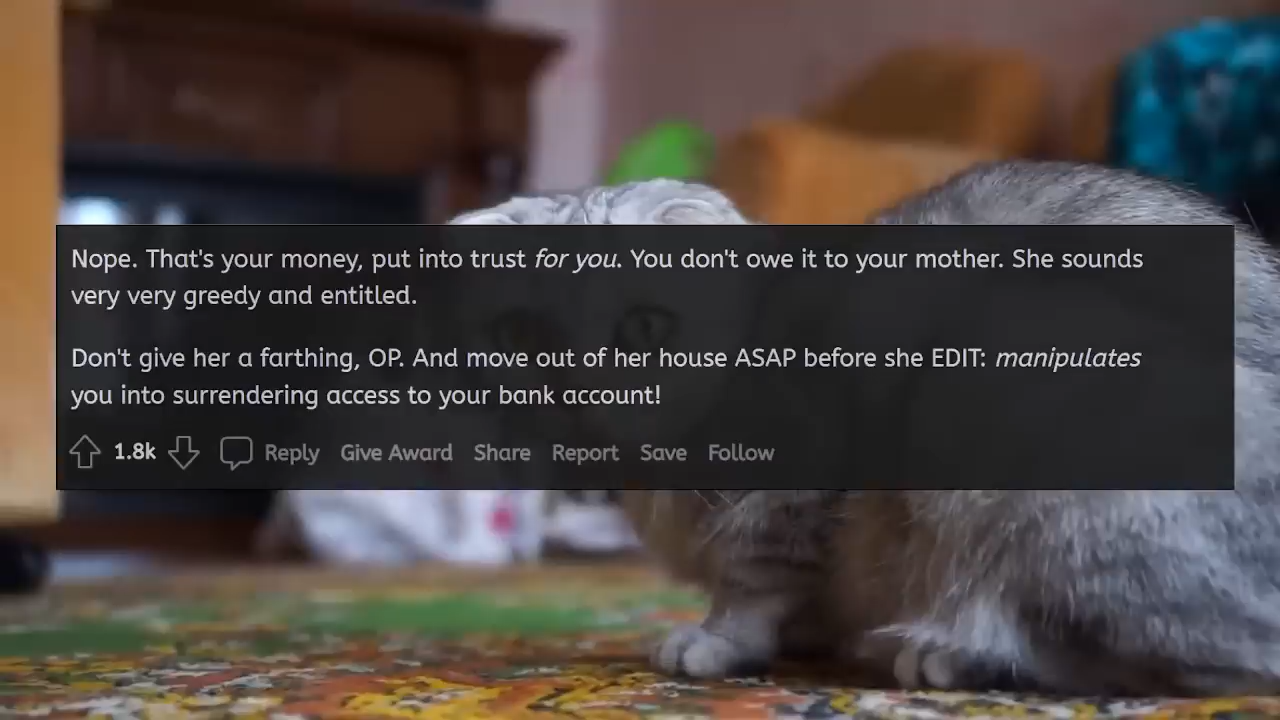 Nope. That's your money, put into trust for you. You don't owe it to your mother. She sounds
very very greedy and entitled.
Don't give her a farthing, OP. And move out of her house ASAP before she EDIT: manipulates
you into surrendering access to your bank account!
1.8k Reply Give Award Share Report Save Follow